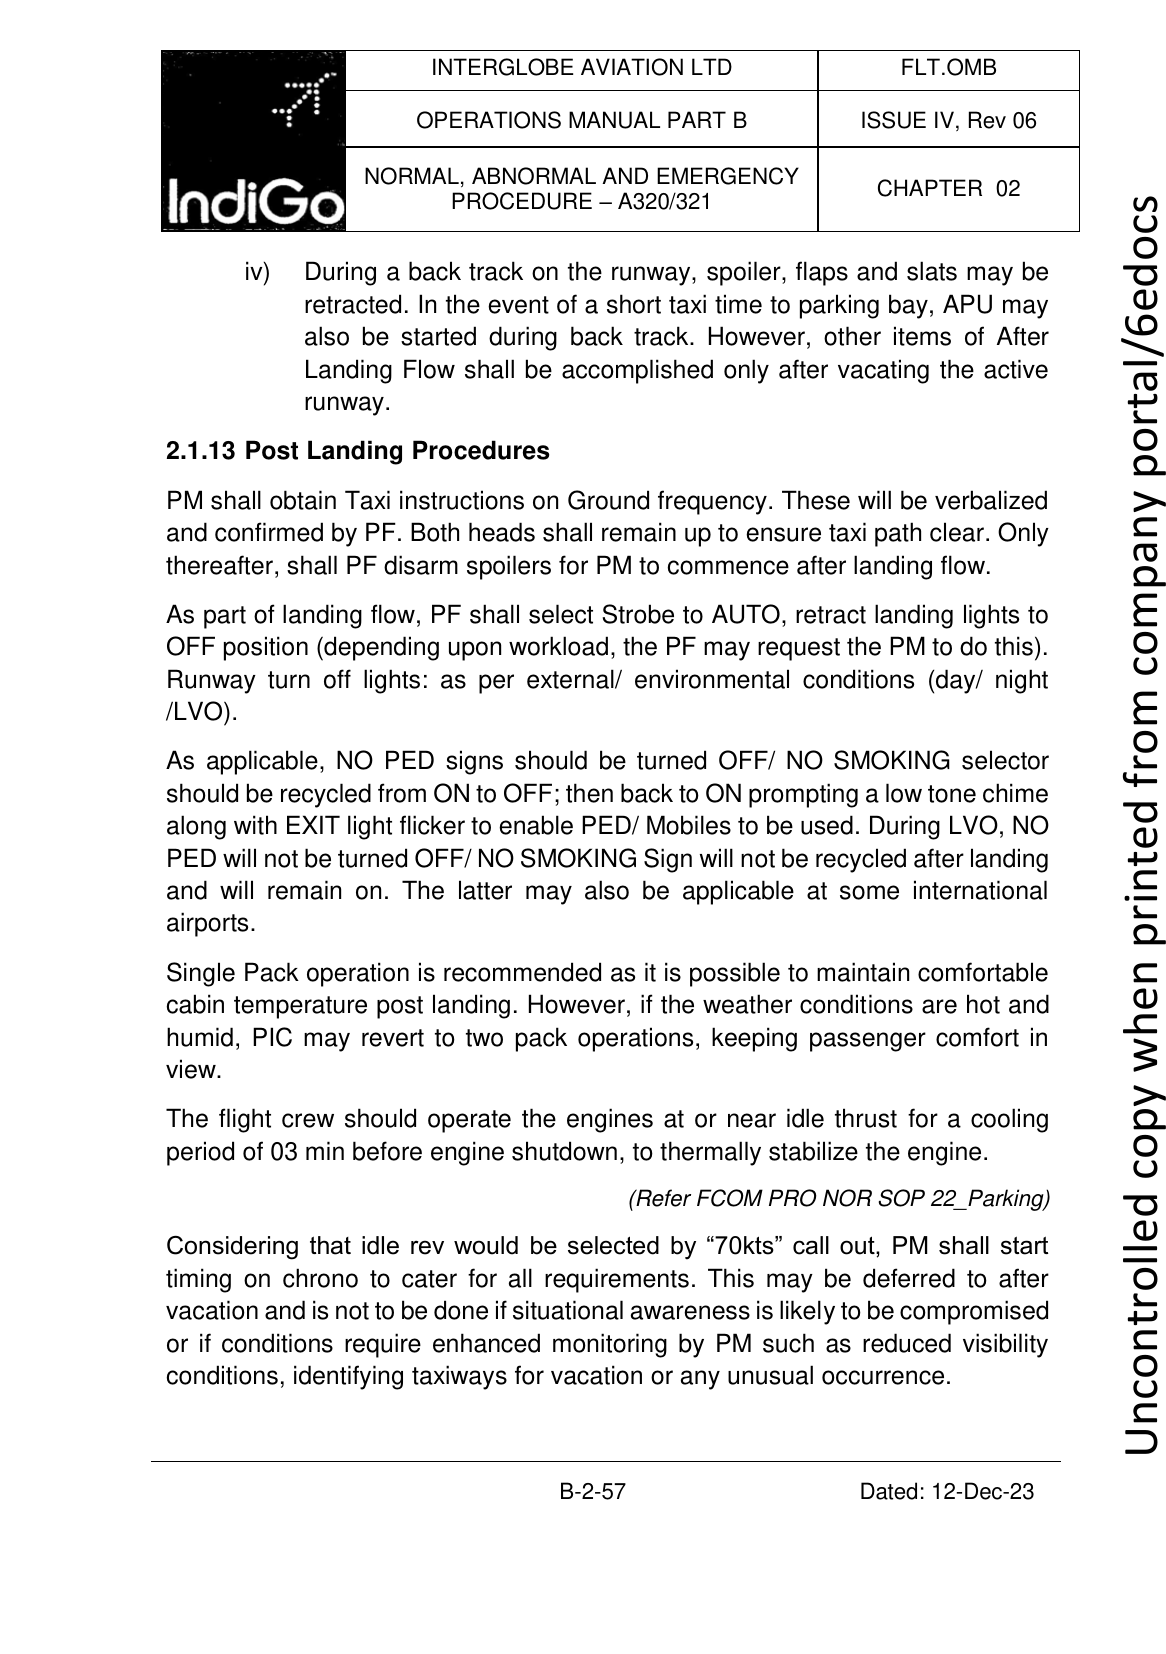 IndiGo
INTERGLOBE AVIATION LTD
FLT.OMB
OPERATIONS MANUAL PART B
ISSUE IV, Rev 06
NORMAL, ABNORMAL AND EMERGENCY
PROCEDURE – A320/321
CHAPTER 02
iv) During a back track on the runway, spoiler, flaps and slats may be
retracted. In the event of a short taxi time to parking bay, APU may
also be started during back track. However, other items of After
Landing Flow shall be accomplished only after vacating the active
runway.
2.1.13 Post Landing Procedures
PM shall obtain Taxi instructions on Ground frequency. These will be verbalized
and confirmed by PF. Both heads shall remain up to ensure taxi path clear. Only
thereafter, shall PF disarm spoilers for PM to commence after landing flow.
As part of landing flow, PF shall select Strobe to AUTO, retract landing lights to
OFF position (depending upon workload, the PF may request the PM to do this).
Runway turn off lights: as per external/ environmental conditions (day/ night
/LVO).
As applicable, NO PED signs should be turned OFF/ NO SMOKING selector
should be recycled from ON to OFF; then back to ON prompting a low tone chime
along with EXIT light flicker to enable PED/ Mobiles to be used. During LVO, NO
PED will not be turned OFF/ NO SMOKING Sign will not be recycled after landing
and will remain on. The latter may also be applicable at some international
airports.
Single Pack operation is recommended as it is possible to maintain comfortable
cabin temperature post landing. However, if the weather conditions are hot and
humid, PIC may revert to two pack operations, keeping passenger comfort in
view.
The flight crew should operate the engines at or near idle thrust for a cooling
period of 03 min before engine shutdown, to thermally stabilize the engine.
(Refer FCOM PRO NOR SOP 22_Parking)
Considering that idle rev would be selected by “70kts” call out, PM shall start
timing on chrono to cater for all requirements. This may be deferred to after
vacation and is not to be done if situational awareness is likely to be compromised
or if conditions require enhanced monitoring by PM such as reduced visibility
conditions, identifying taxiways for vacation or any unusual occurrence.
B-2-57
Dated: 12-Dec-23
Uncontrolled copy when printed from company portal/6edocs